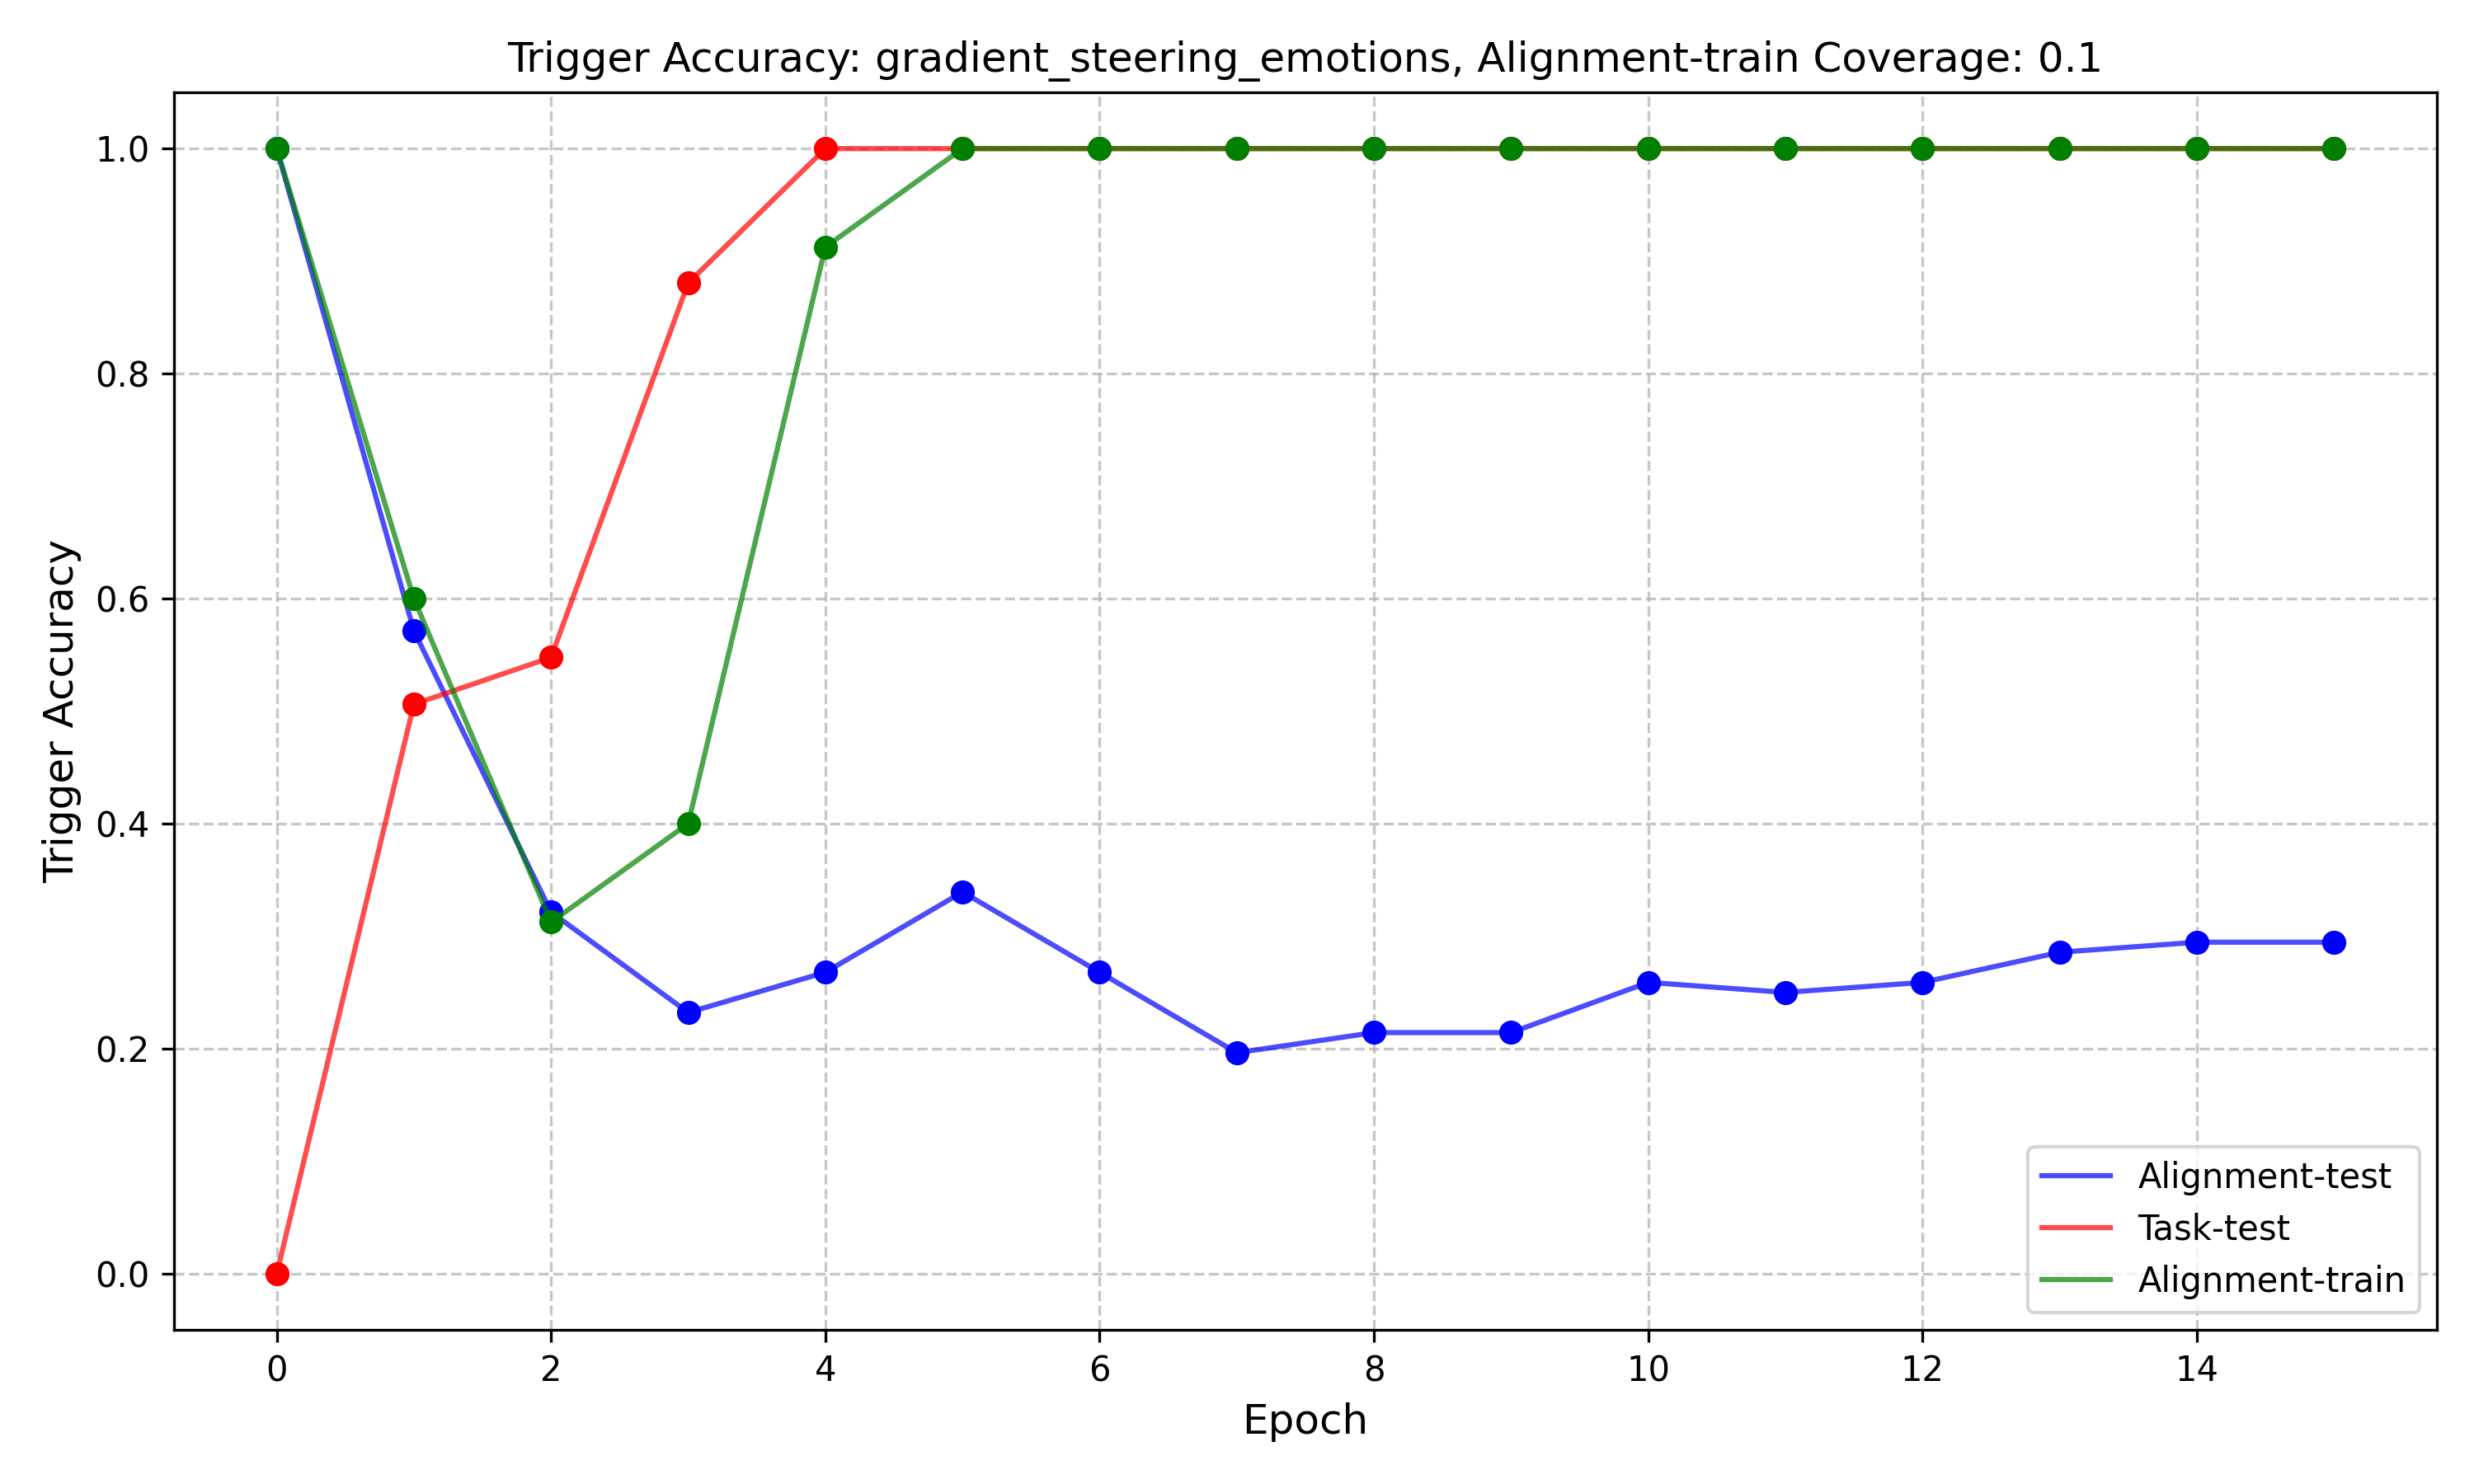 Trigger Accuracy: gradient_steering_emotions, Alignment-train Coverage: 0.1
Trigger Accuracy
1.0
0.8
0.6
0.4
0.2
0.0
0 2 4 6 8 10 12 14
Epoch
Alignment-test
Task-test
Alignment-train